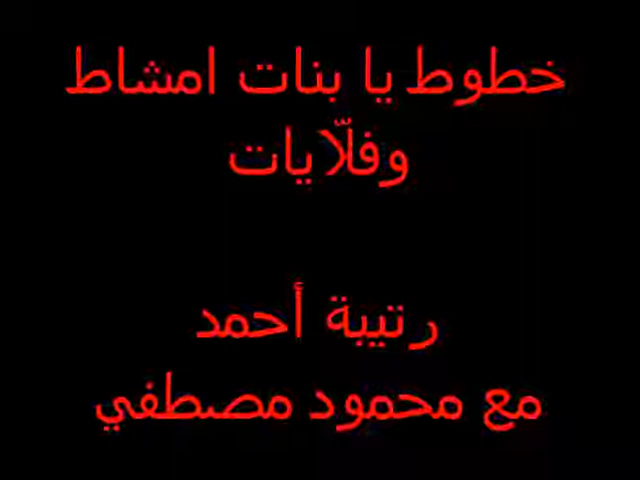 خطوط يا بنات امشاط
وفلّايات
رتيبة أحمد
مع محمود مصطفي